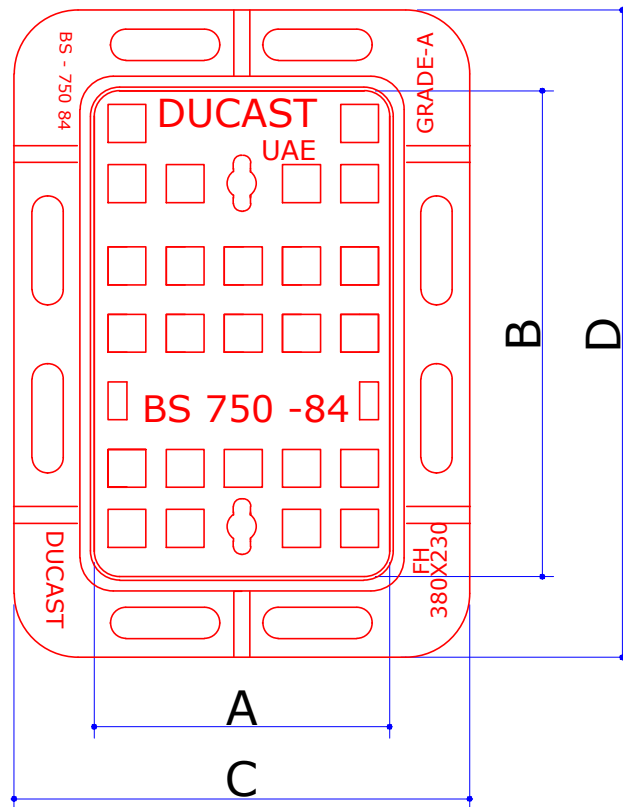 BS - 750 84
GRADE-A
DUCAST
UAE
BS 750 -84
DUCAST
FH
380X230
A
B
C
D